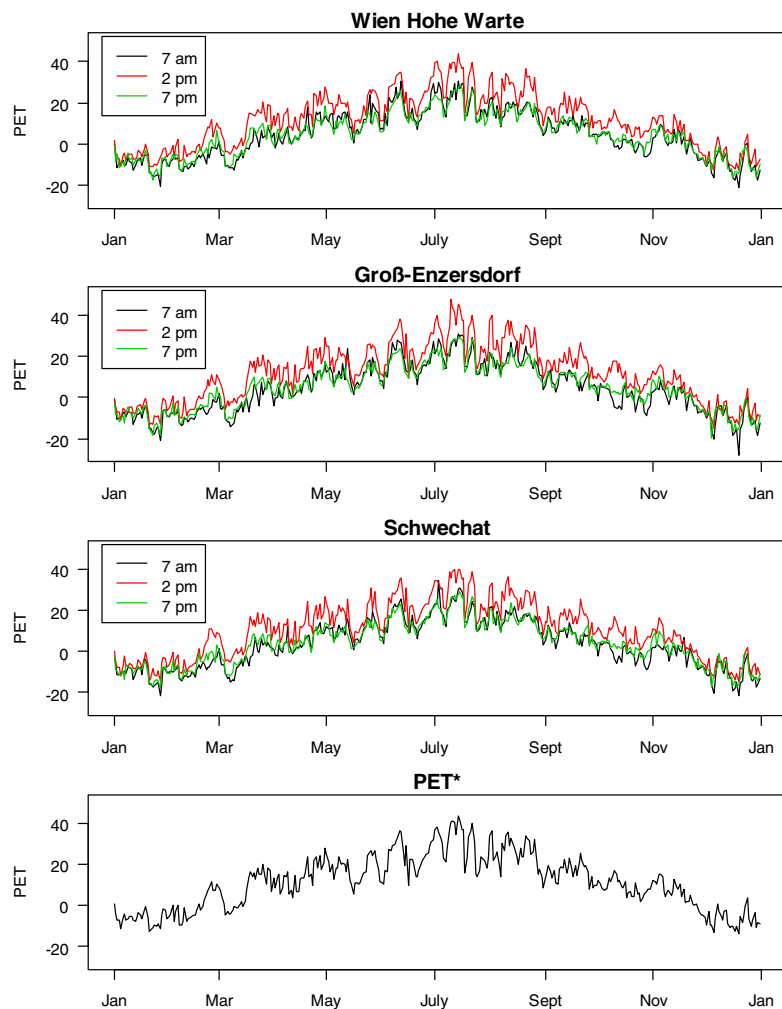 Wien Hohe Warte
7 am
2 pm
7 pm
PET
40
20
0
-20
Jan Mar May July Sept Nov Jan
Groß-Enzersdorf
7 am
2 pm
7 pm
PET
40
20
0
-20
Jan Mar May July Sept Nov Jan
Schwechat
7 am
2 pm
7 pm
PET
40
20
0
-20
Jan Mar May July Sept Nov Jan
PET*
PET
40
20
0
-20
Jan Mar May July Sept Nov Jan